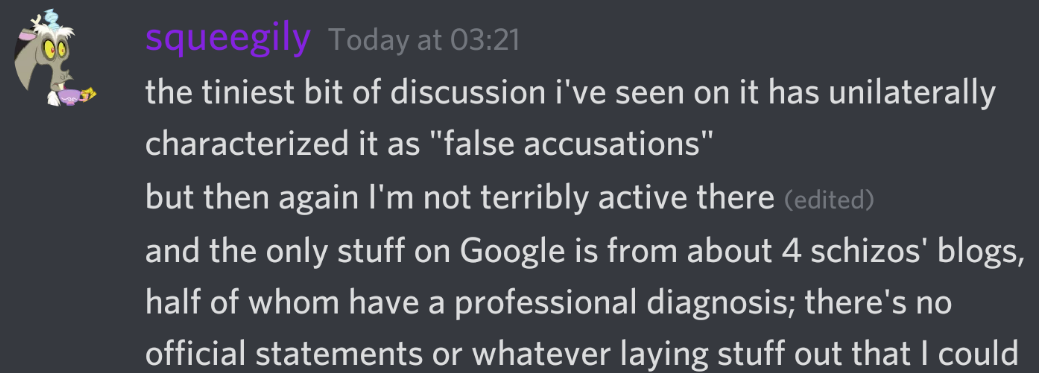 squeegily Today at 03:21
the tiniest bit of discussion i've seen on it has unilaterally
characterized it as "false accusations"
but then again I'm not terribly active there (edited)
and the only stuff on Google is from about 4 schizos' blogs,
half of whom have a professional diagnosis; there's no
official statements or whatever laying stuff out that I could